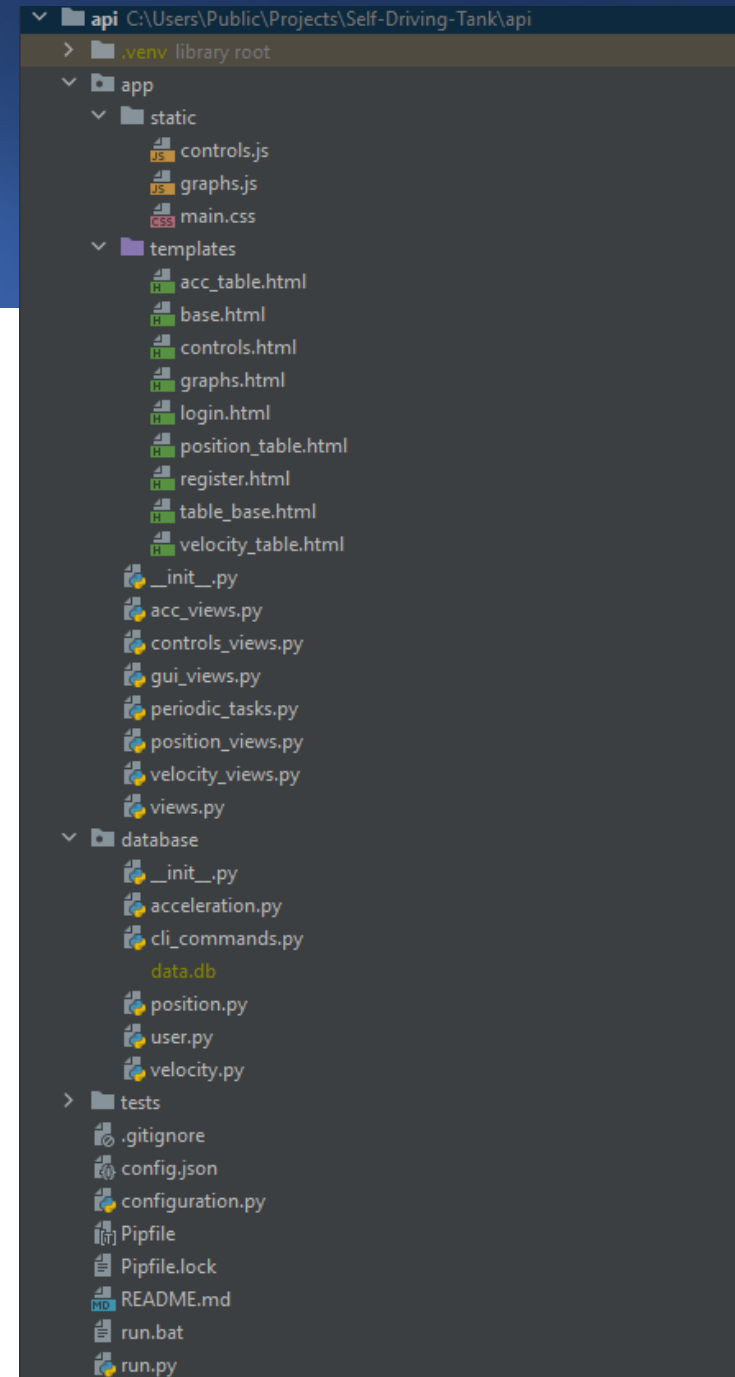 api C:\Users\Public\Projects\Self-Driving-Tank\api
.venv library root
app
static
JS controls.js
JS graphs.js
CSS main.css
templates
H acc_table.html
H base.html
H controls.html
H graphs.html
H login.html
H position_table.html
H register.html
H table_base.html
H velocity_table.html
__init__.py
acc_views.py
controls_views.py
gui_views.py
periodic_tasks.py
position_views.py
velocity_views.py
views.py
database
__init__.py
acceleration.py
cli_commands.py
data.db
position.py
user.py
velocity.py
tests
.gitignore
config.json
configuration.py
Pipfile
Pipfile.lock
MD README.md
run.bat
run.py